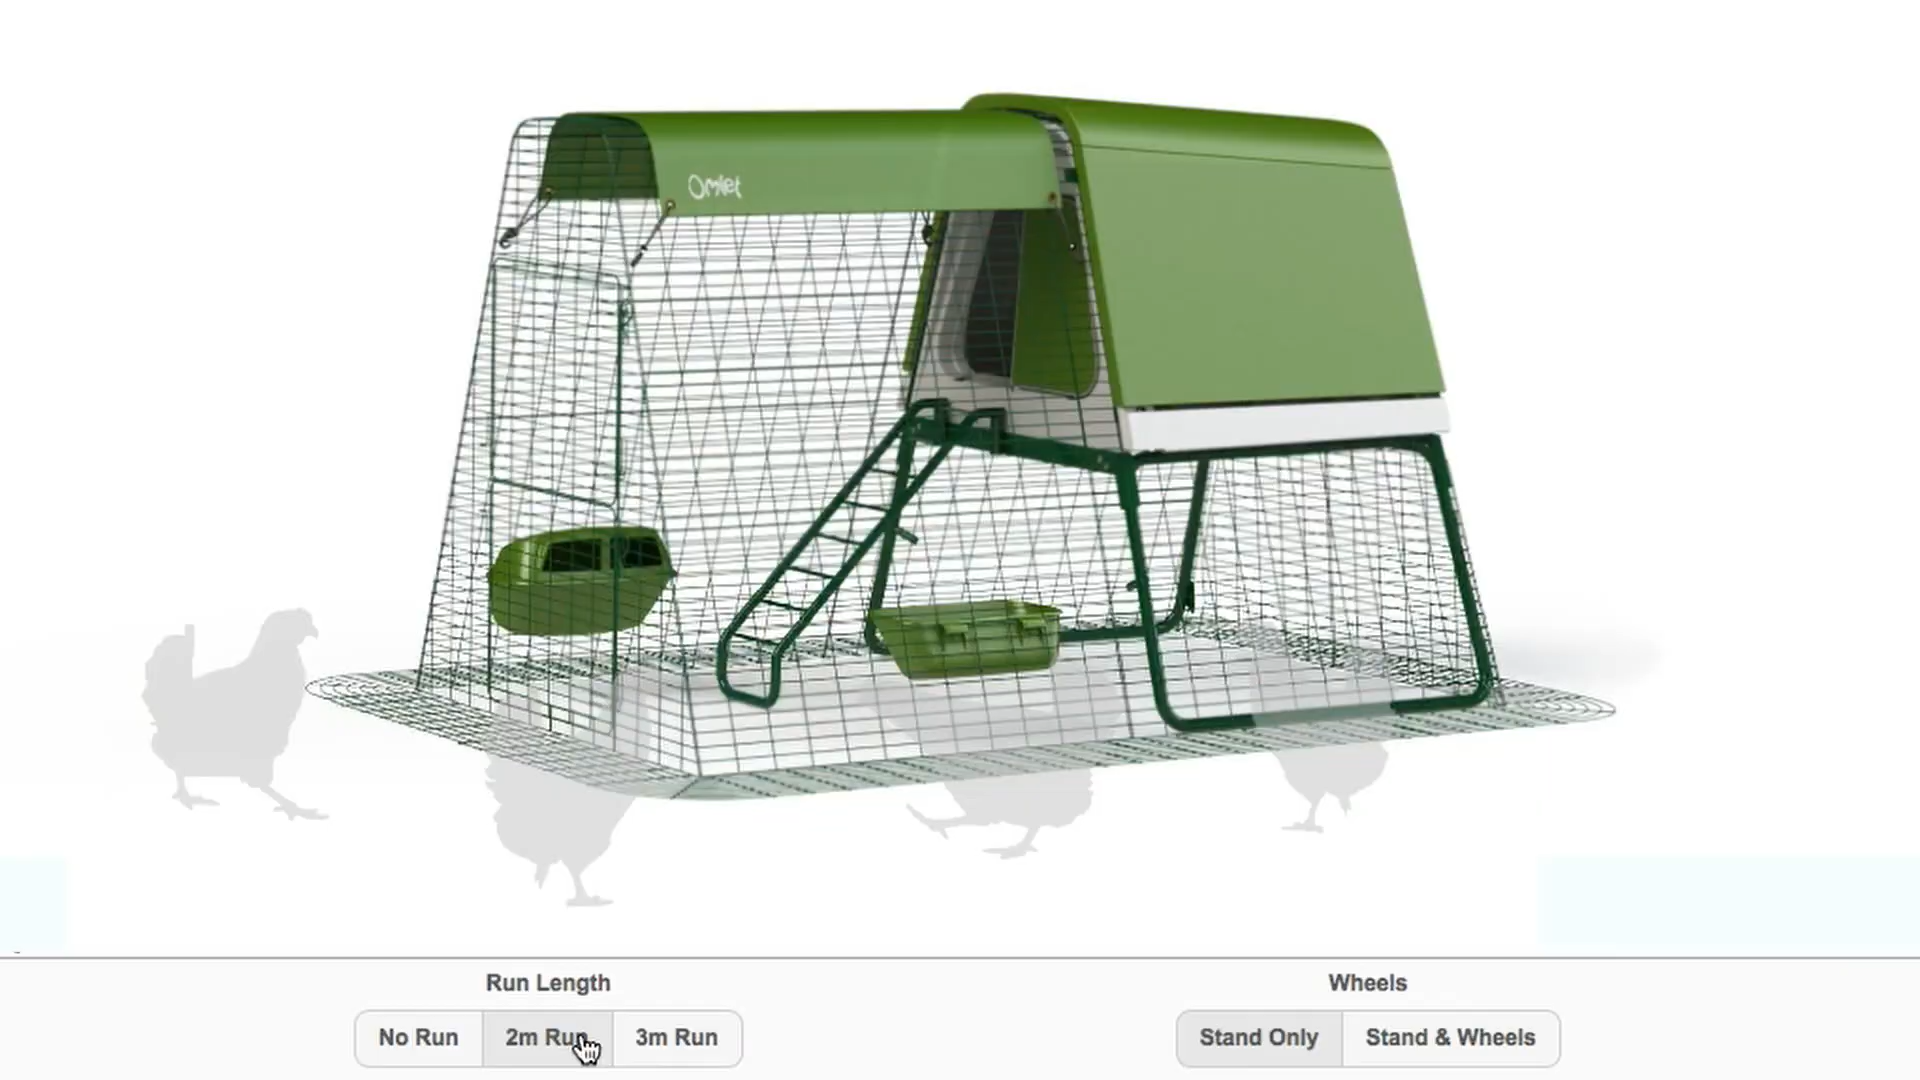 Omlet
Run Length
No Run
2m Run
3m Run
Wheels
Stand Only
Stand & Wheels